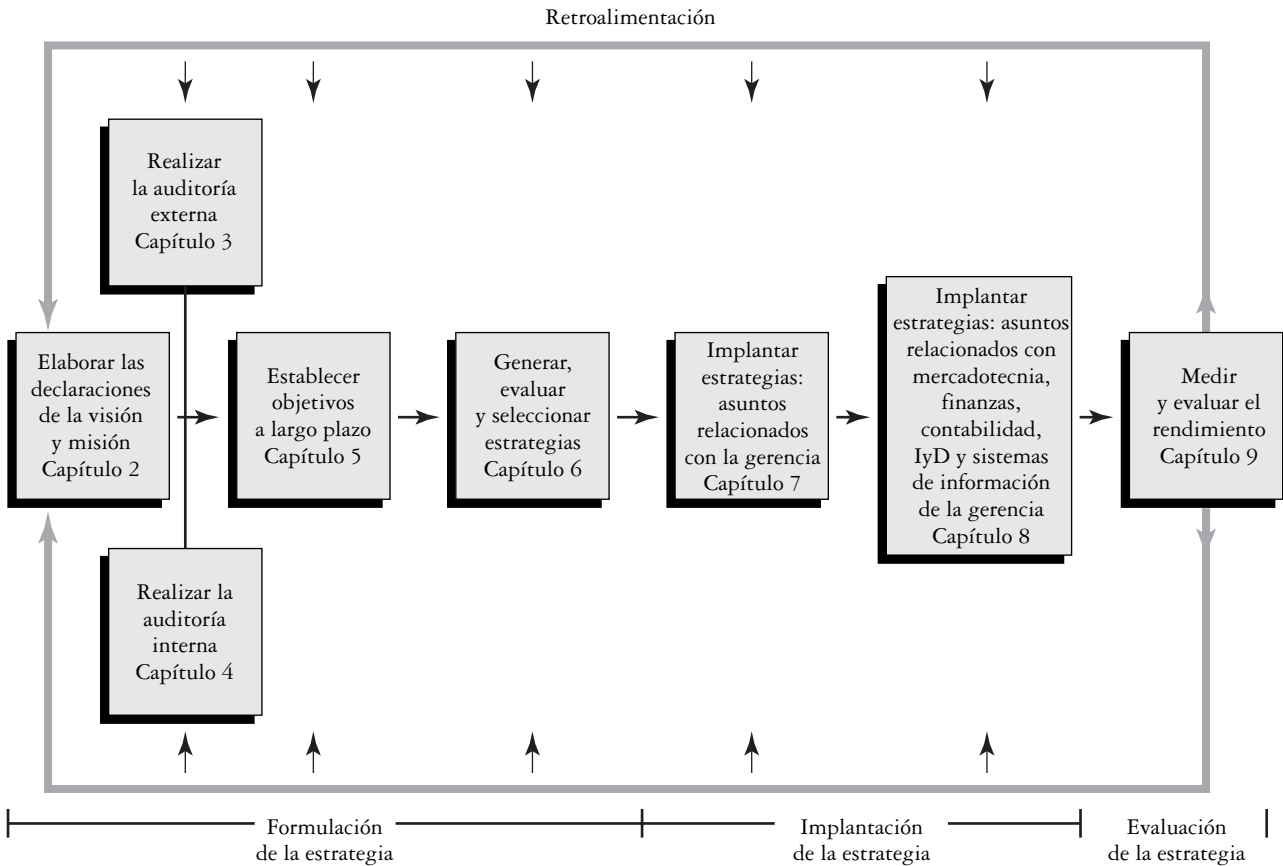 Retroalimentación
Realizar
la auditoría
externa
Capítulo 3
Elaborar las
declaraciones
de la visión
y misión
Capítulo 2
Establecer
objetivos
a largo plazo
Capítulo 5
Generar,
evaluar
y seleccionar
estrategias
Capítulo 6
Implantar
estrategias:
asuntos
relacionados
con la gerencia
Capítulo 7
Implantar
estrategias: asuntos
relacionados con
mercadotecnia,
finanzas,
contabilidad,
IyD y sistemas
de información
de la gerencia
Capítulo 8
Medir
y evaluar el
rendimiento
Capítulo 9
Realizar la
auditoría
interna
Capítulo 4
Formulación
de la estrategia
Implantación
de la estrategia
Evaluación
de la estrategia